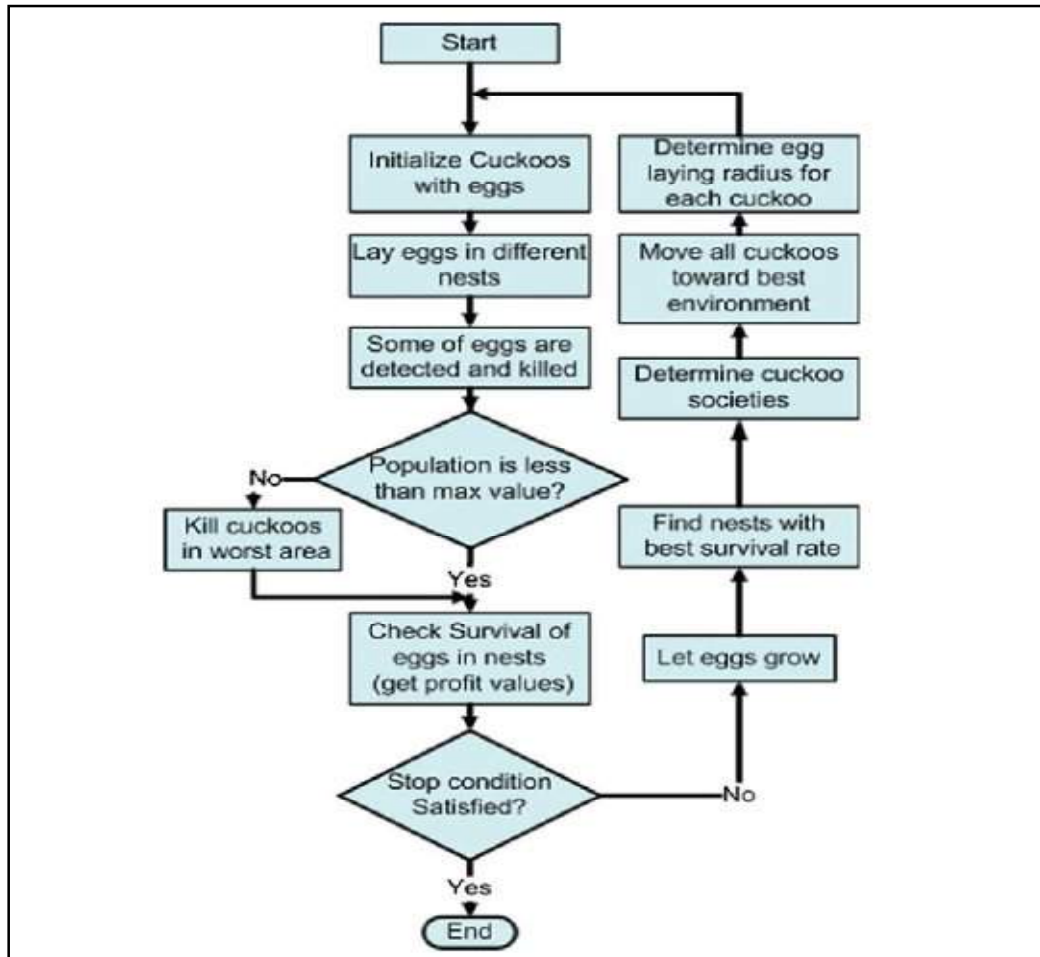 Start
Initialize Cuckoos
with eggs
Lay eggs in different
nests
Some of eggs are
detected and killed
Population is less
than max value?
No
Kill cuckoos
in worst area
Yes
Check Survival of
eggs in nests
(get profit values)
Stop condition
Satisfied?
No
Yes
End
Let eggs grow
Find nests with
best survival rate
Determine cuckoo
societies
Move all cuckoos
toward best
environment
Determine egg
laying radius for
each cuckoo